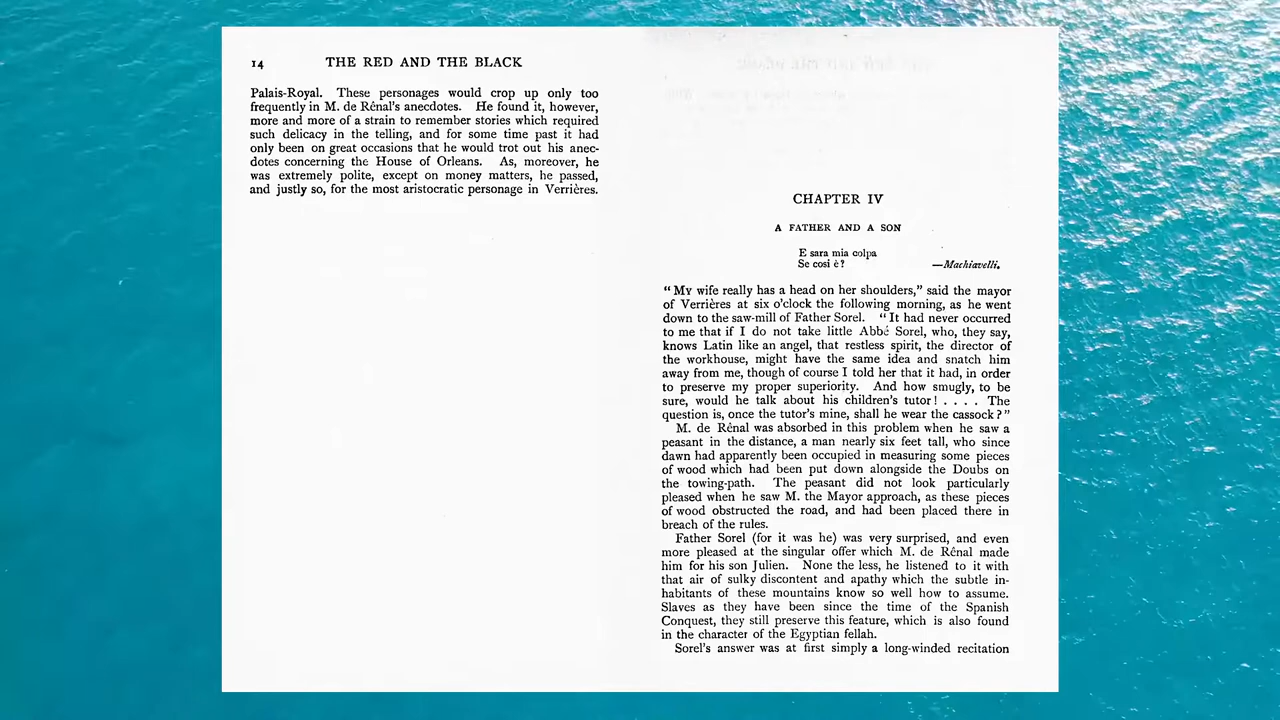 14 THE RED AND THE BLACK
Palais-Royal. These personages would crop up only too
frequently in M. de Rênal's anecdotes. He found it, however,
more and more of a strain to remember stories which required
such delicacy in the telling, and for some time past it had
only been on great occasions that he would trot out his anec-
dotes concerning the House of Orleans. As, moreover, he
was extremely polite, except on money matters, he passed,
and justly so, for the most aristocratic personage in Verrières.
CHAPTER IV
A FATHER AND A SON
E sara mia colpa
Se cosi è?
—Machiavelli.
“My wife really has a head on her shoulders,” said the mayor
of Verrières at six o'clock the following morning, as he went
down to the saw-mill of Father Sorel. “It had never occurred
to me that if I do not take little Abbé Sorel, who, they say,
knows Latin like an angel, that restless spirit, the director of
the workhouse, might have the same idea and snatch him
away from me, though of course I told her that it had, in order
to preserve my proper superiority. And how smugly, to be
sure, would he talk about his children's tutor! . . . . The
question is, once the tutor's mine, shall he wear the cassock?”
M. de Rênal was absorbed in this problem when he saw a
peasant in the distance, a man nearly six feet tall, who since
dawn had apparently been occupied in measuring some pieces
of wood which had been put down alongside the Doubs on
the towing-path. The peasant did not look particularly
pleased when he saw M. the Mayor approach, as these pieces
of wood obstructed the road, and had been placed there in
breach of the rules.
Father Sorel (for it was he) was very surprised, and even
more pleased at the singular offer which M. de Rênal made
him for his son Julien. None the less, he listened to it with
that air of sulky discontent and apathy which the subtle in-
habitants of these mountains know so well how to assume.
Slaves as they have been since the time of the Spanish
Conquest, they still preserve this feature, which is also found
in the character of the Egyptian fellah.
Sorel's answer was at first simply a long-winded recitation